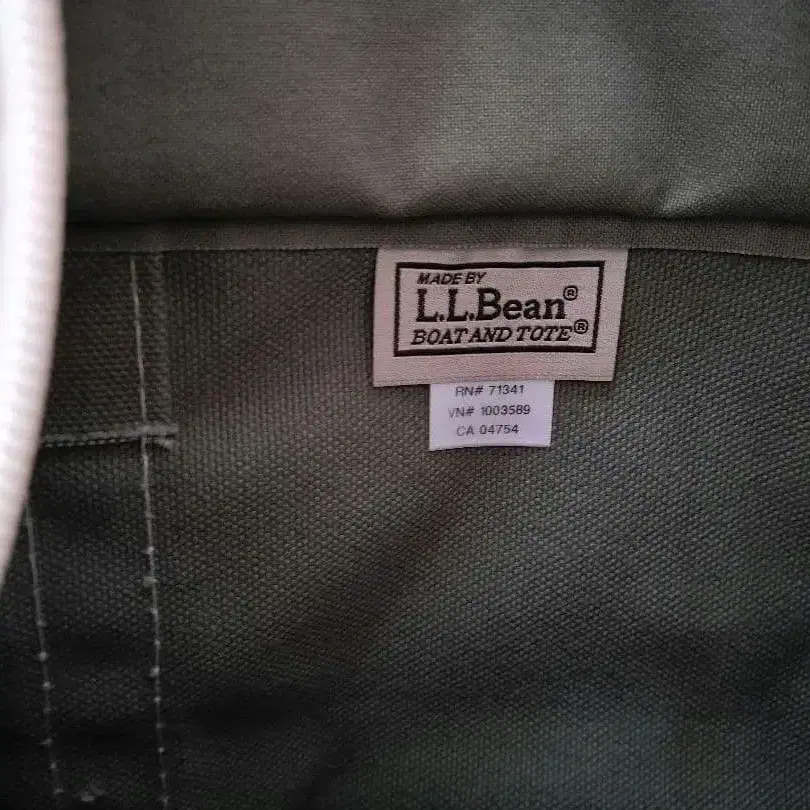 MADE BY
L.L.Bean®
BOAT AND TOTE®
RN# 71341
VN# 1003589
CA 04754